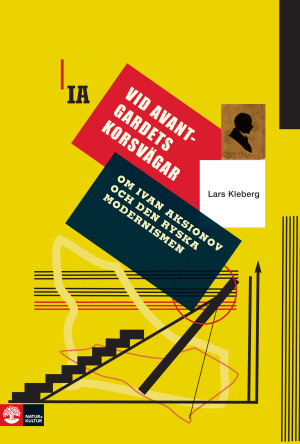 IA
VID AVANT-
GARDETS
KORSVÄGAR
Lars Kleberg
OM IVAN AKSIONOV
OCH DEN RYSKA
MODERNISMEN
NATUR &
KULTUR